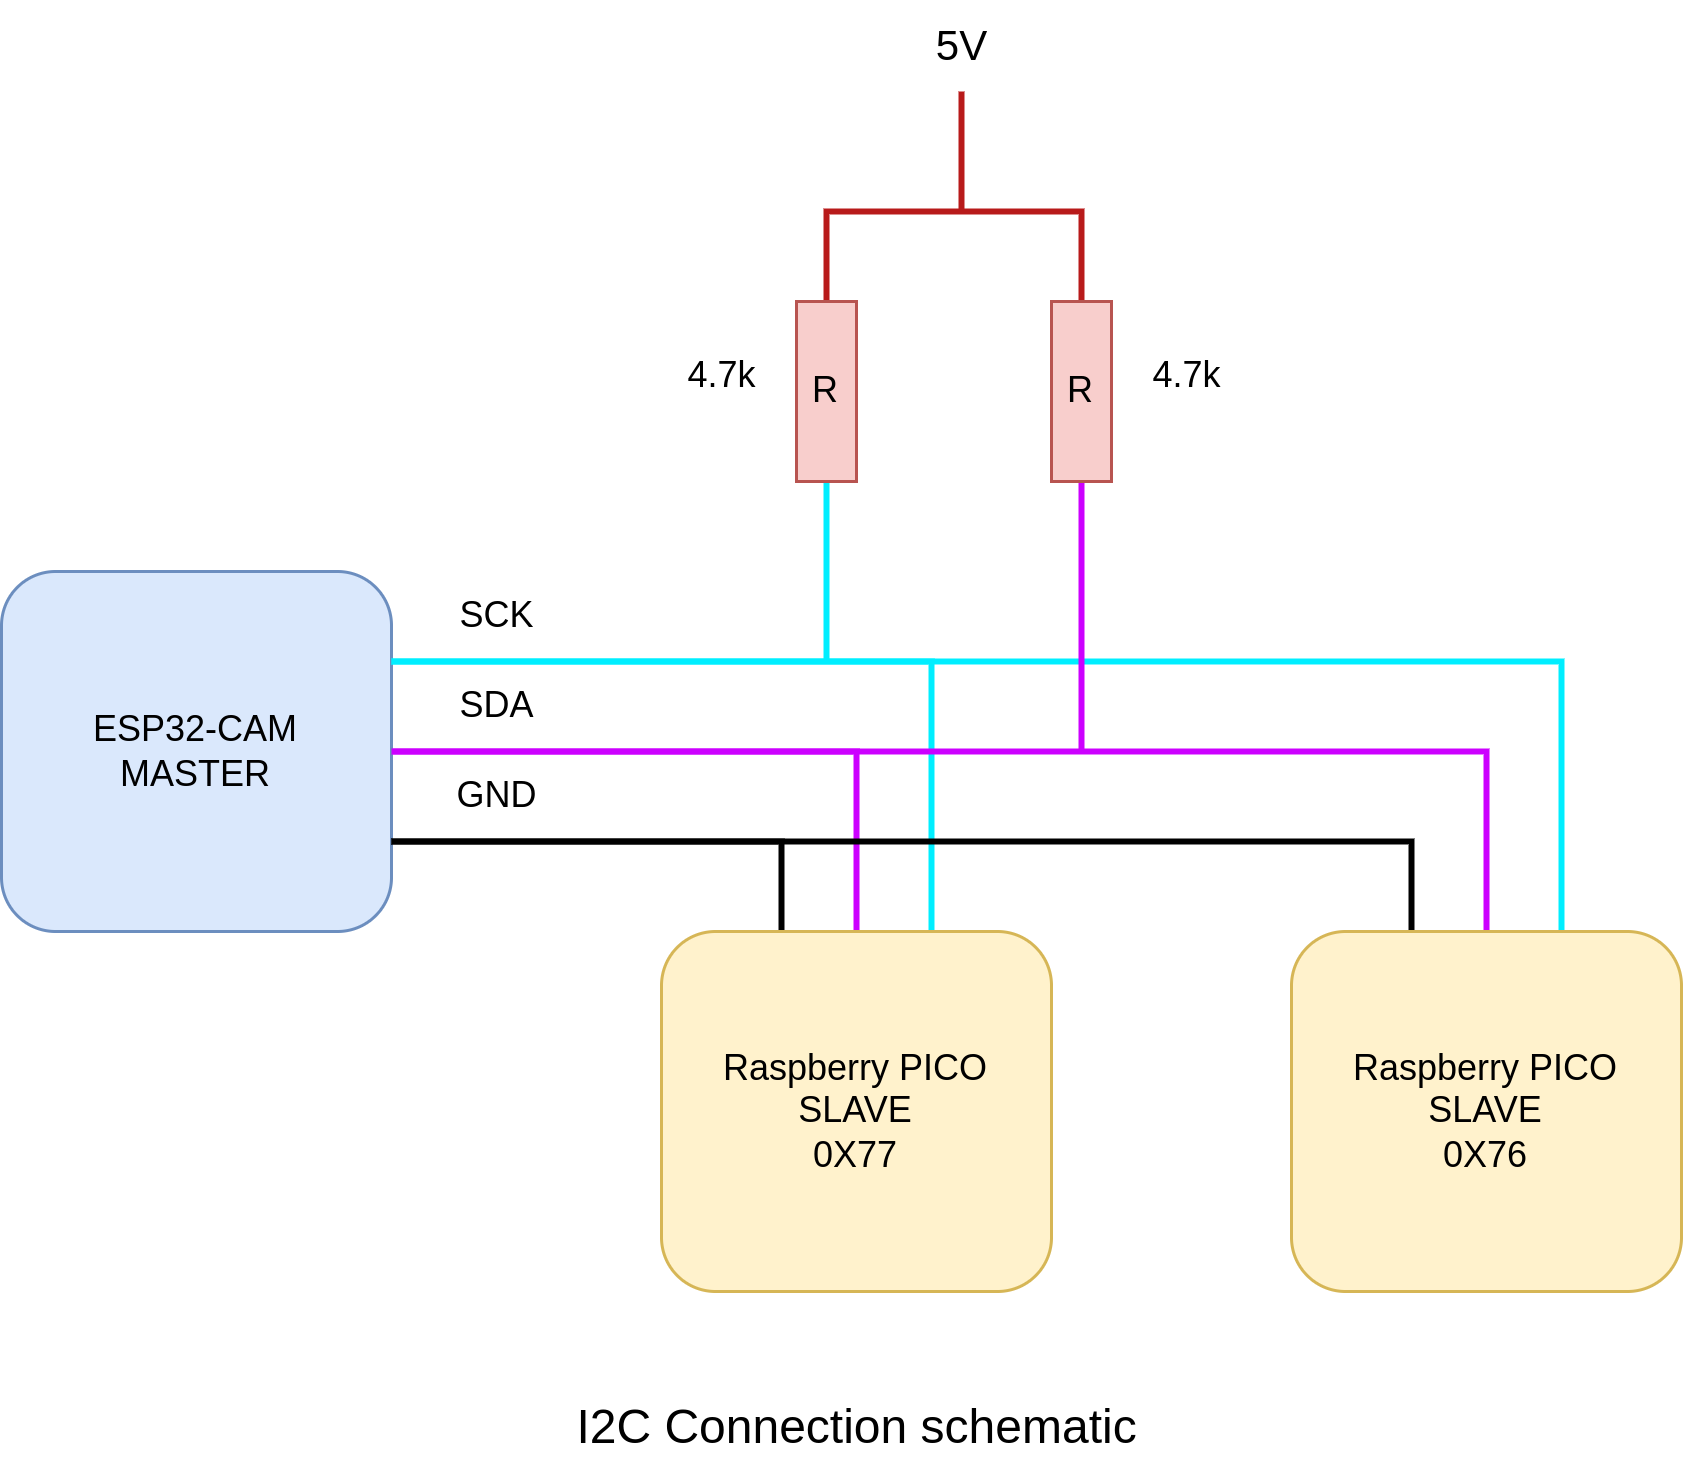 5V
4.7k
R
R
4.7k
SCK
SDA
GND
ESP32-CAM
MASTER
Raspberry PICO
SLAVE
0X77
Raspberry PICO
SLAVE
0X76
I2C Connection schematic